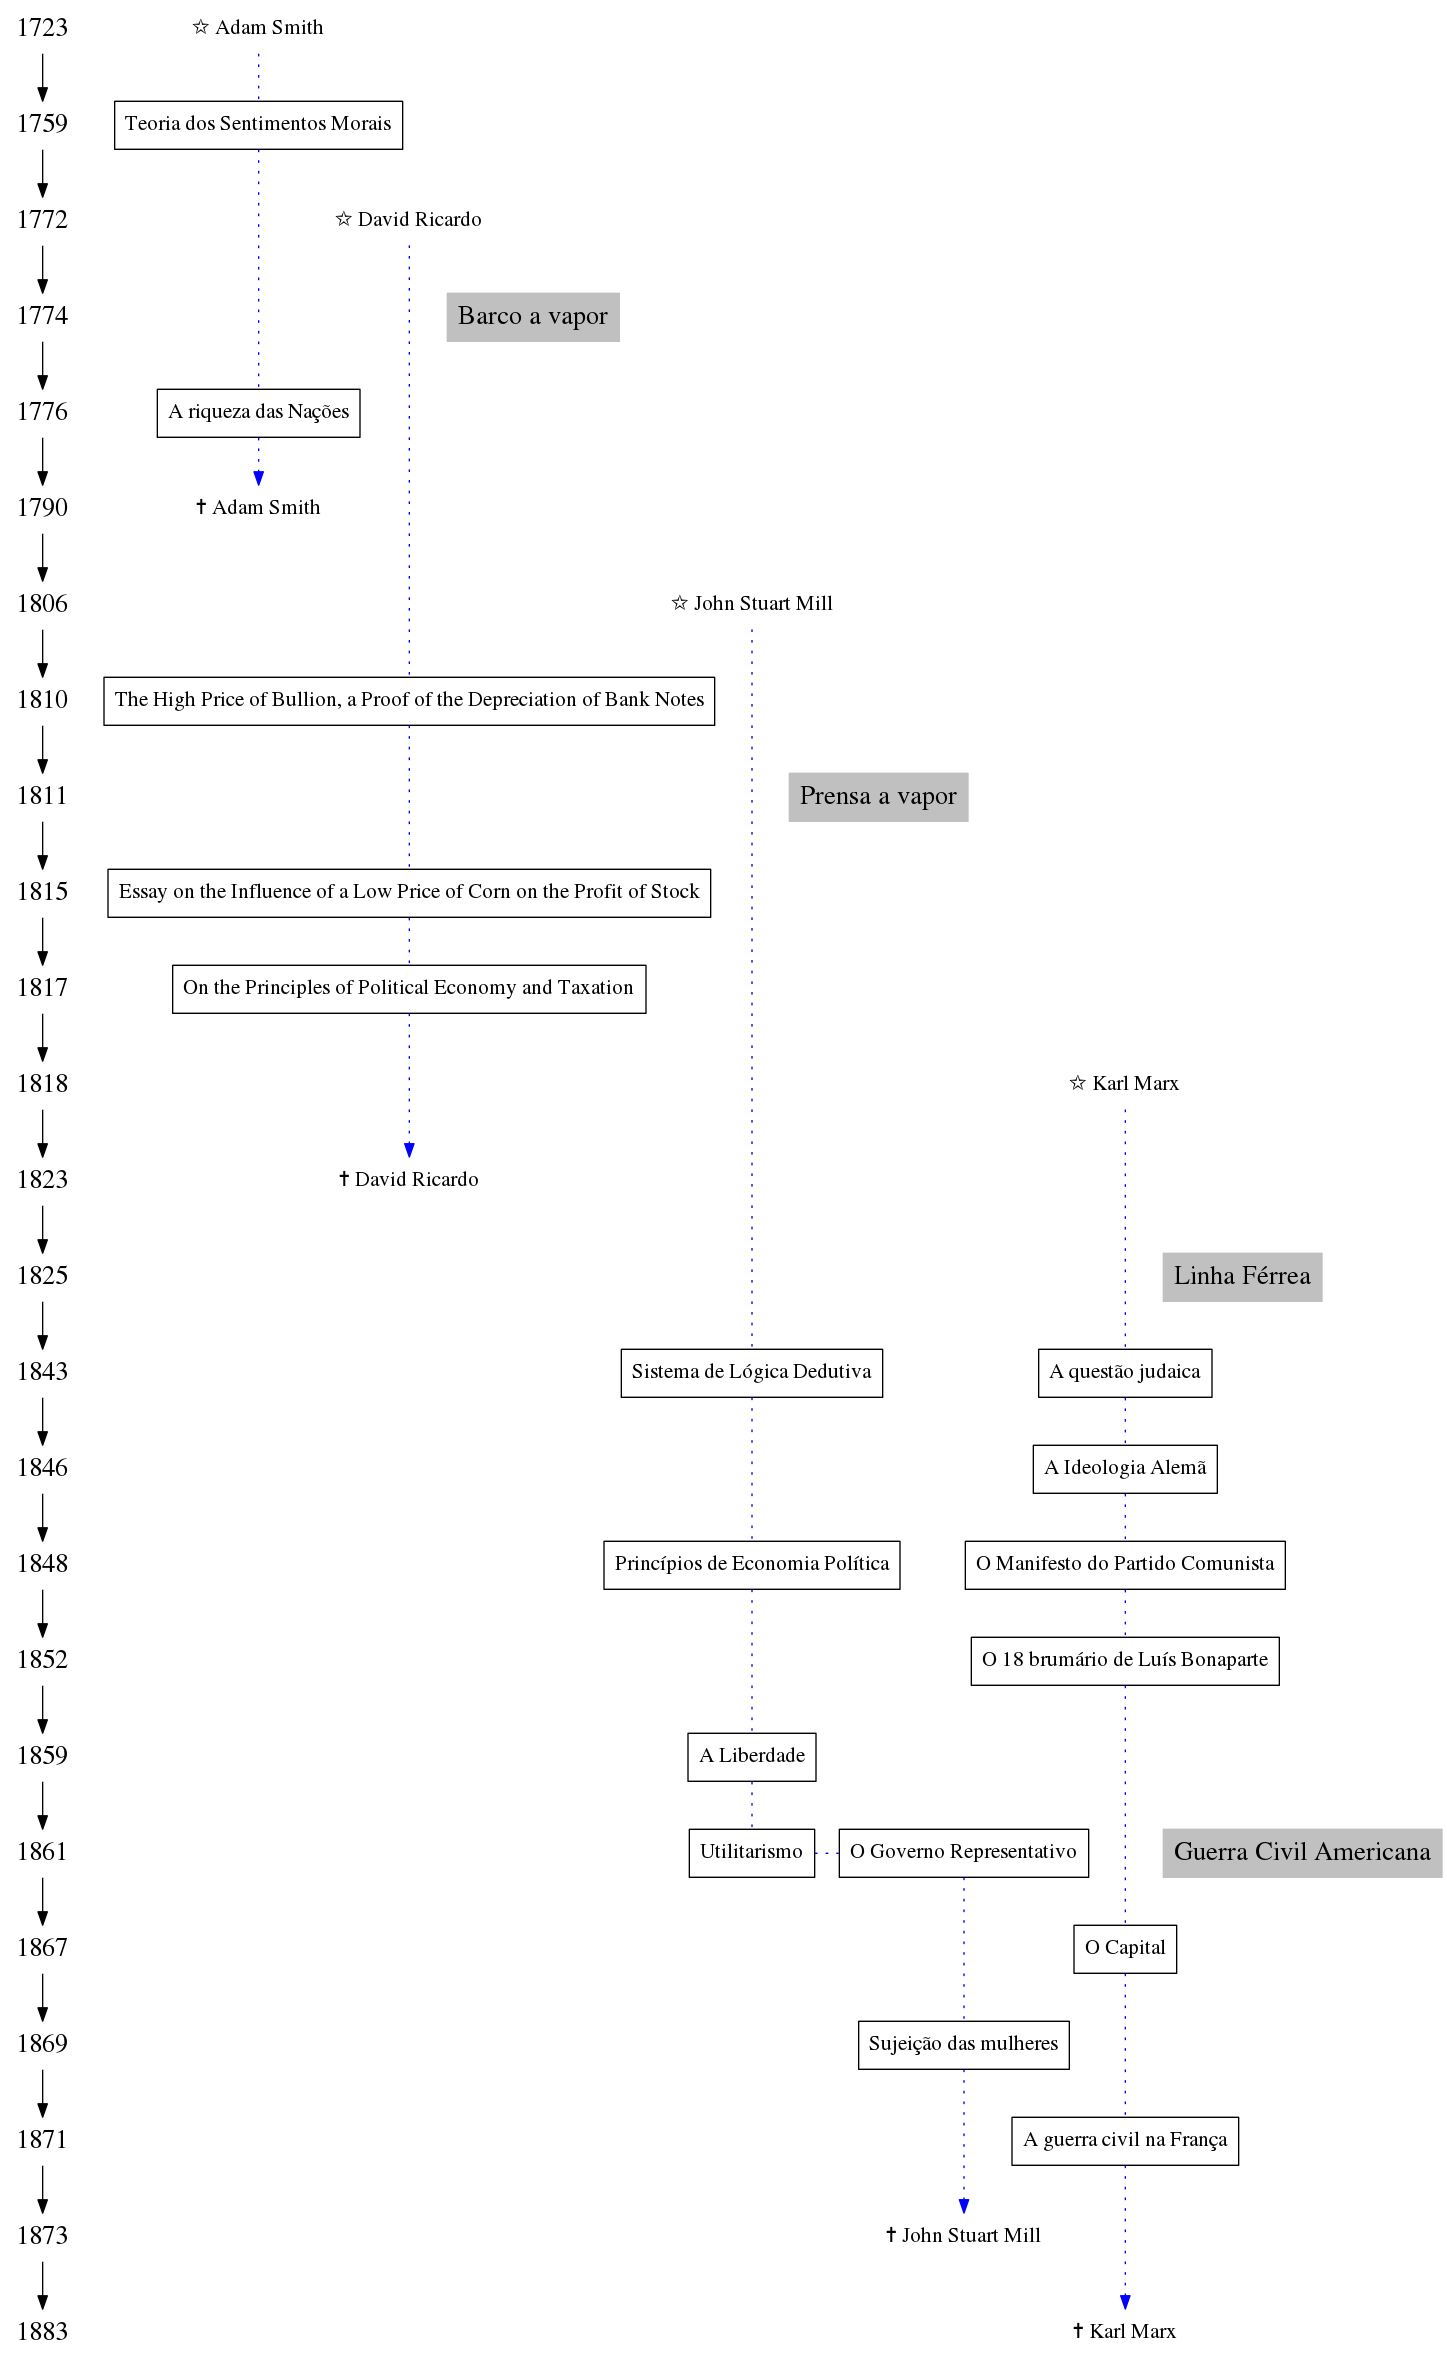 1723 ☆ Adam Smith
1759 Teoria dos Sentimentos Morais
1772 ☆ David Ricardo
1774 Barco a vapor
1776 A riqueza das Nações
1790 ✝ Adam Smith
1806 ☆ John Stuart Mill
1810 The High Price of Bullion, a Proof of the Depreciation of Bank Notes
1811 Prensa a vapor
1815 Essay on the Influence of a Low Price of Corn on the Profit of Stock
1817 On the Principles of Political Economy and Taxation
1818 ☆ Karl Marx
1823 ✝ David Ricardo
1825 Linha Férrea
1843 Sistema de Lógica Dedutiva A questão judaica
1846 A Ideologia Alemã
1848 Princípios de Economia Política O Manifesto do Partido Comunista
1852 O 18 brumário de Luís Bonaparte
1859 A Liberdade
1861 Utilitarismo O Governo Representativo Guerra Civil Americana
1867 O Capital
1869 Sujeição das mulheres
1871 A guerra civil na França
1873 ✝ John Stuart Mill
1883 ✝ Karl Marx